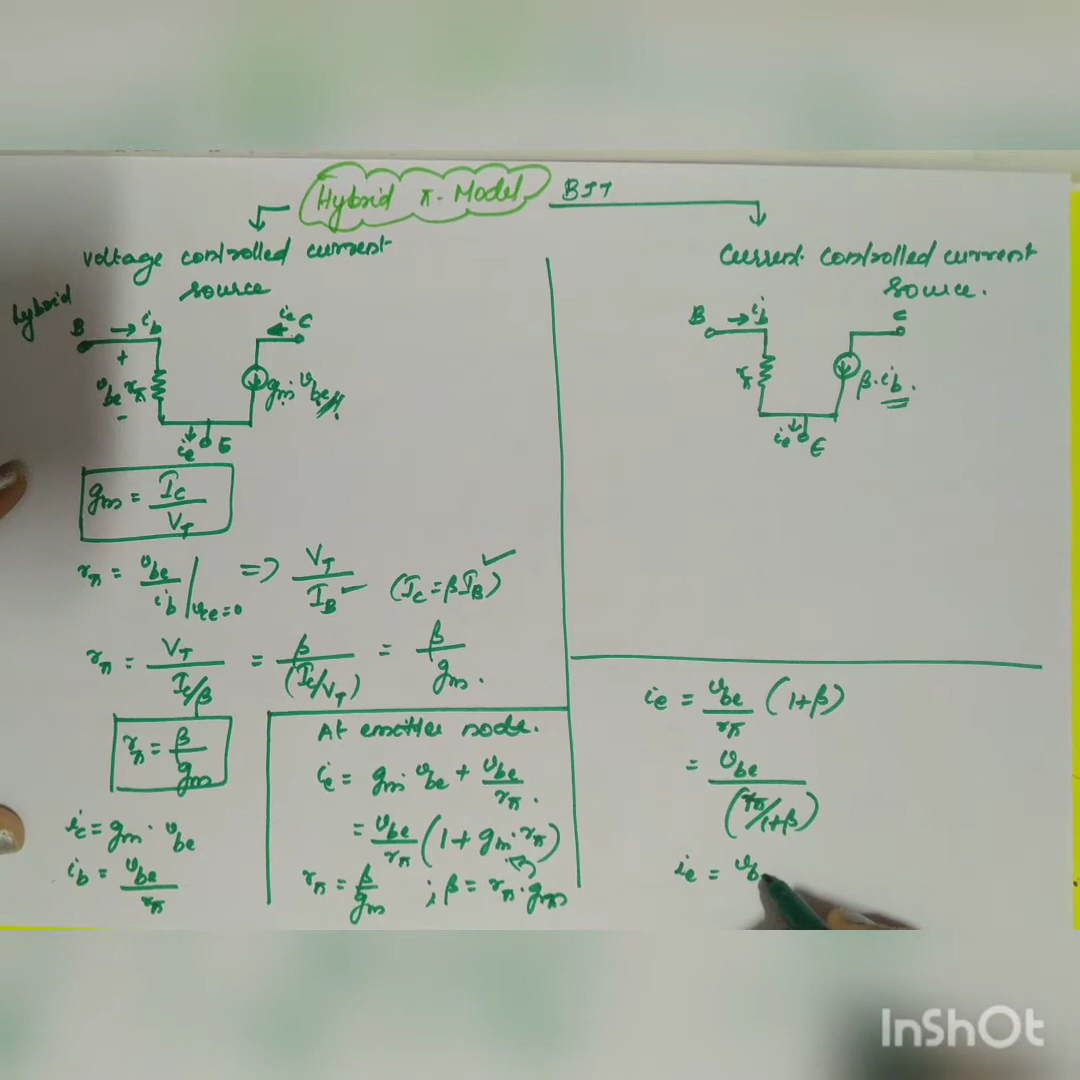 Hybrid π-Model BJT
Voltage controlled current
source
hybrid
B ib
+
vbe rπ
-
ic C
gm·vbe
ie E
gm = IC/VT
rπ = vbe/ib | vce=0 => VT/IB (IC = βIB)
rπ = VT/(IC/β) = β/(IC/VT) = β/gm.
rπ = β/gm
ic = gm·vbe
ib = vbe/rπ
At emitter node.
ie = gm·vbe + vbe/rπ.
= vbe/rπ (1 + gm·rπ)
rπ = β/gm ; β = rπ·gm
Current controlled current
source.
B ib
rπ
C
β·ib.
ie E
ie = vbe/rπ (1+β)
= vbe/(rπ/1+β)
ie = vb
InShOt